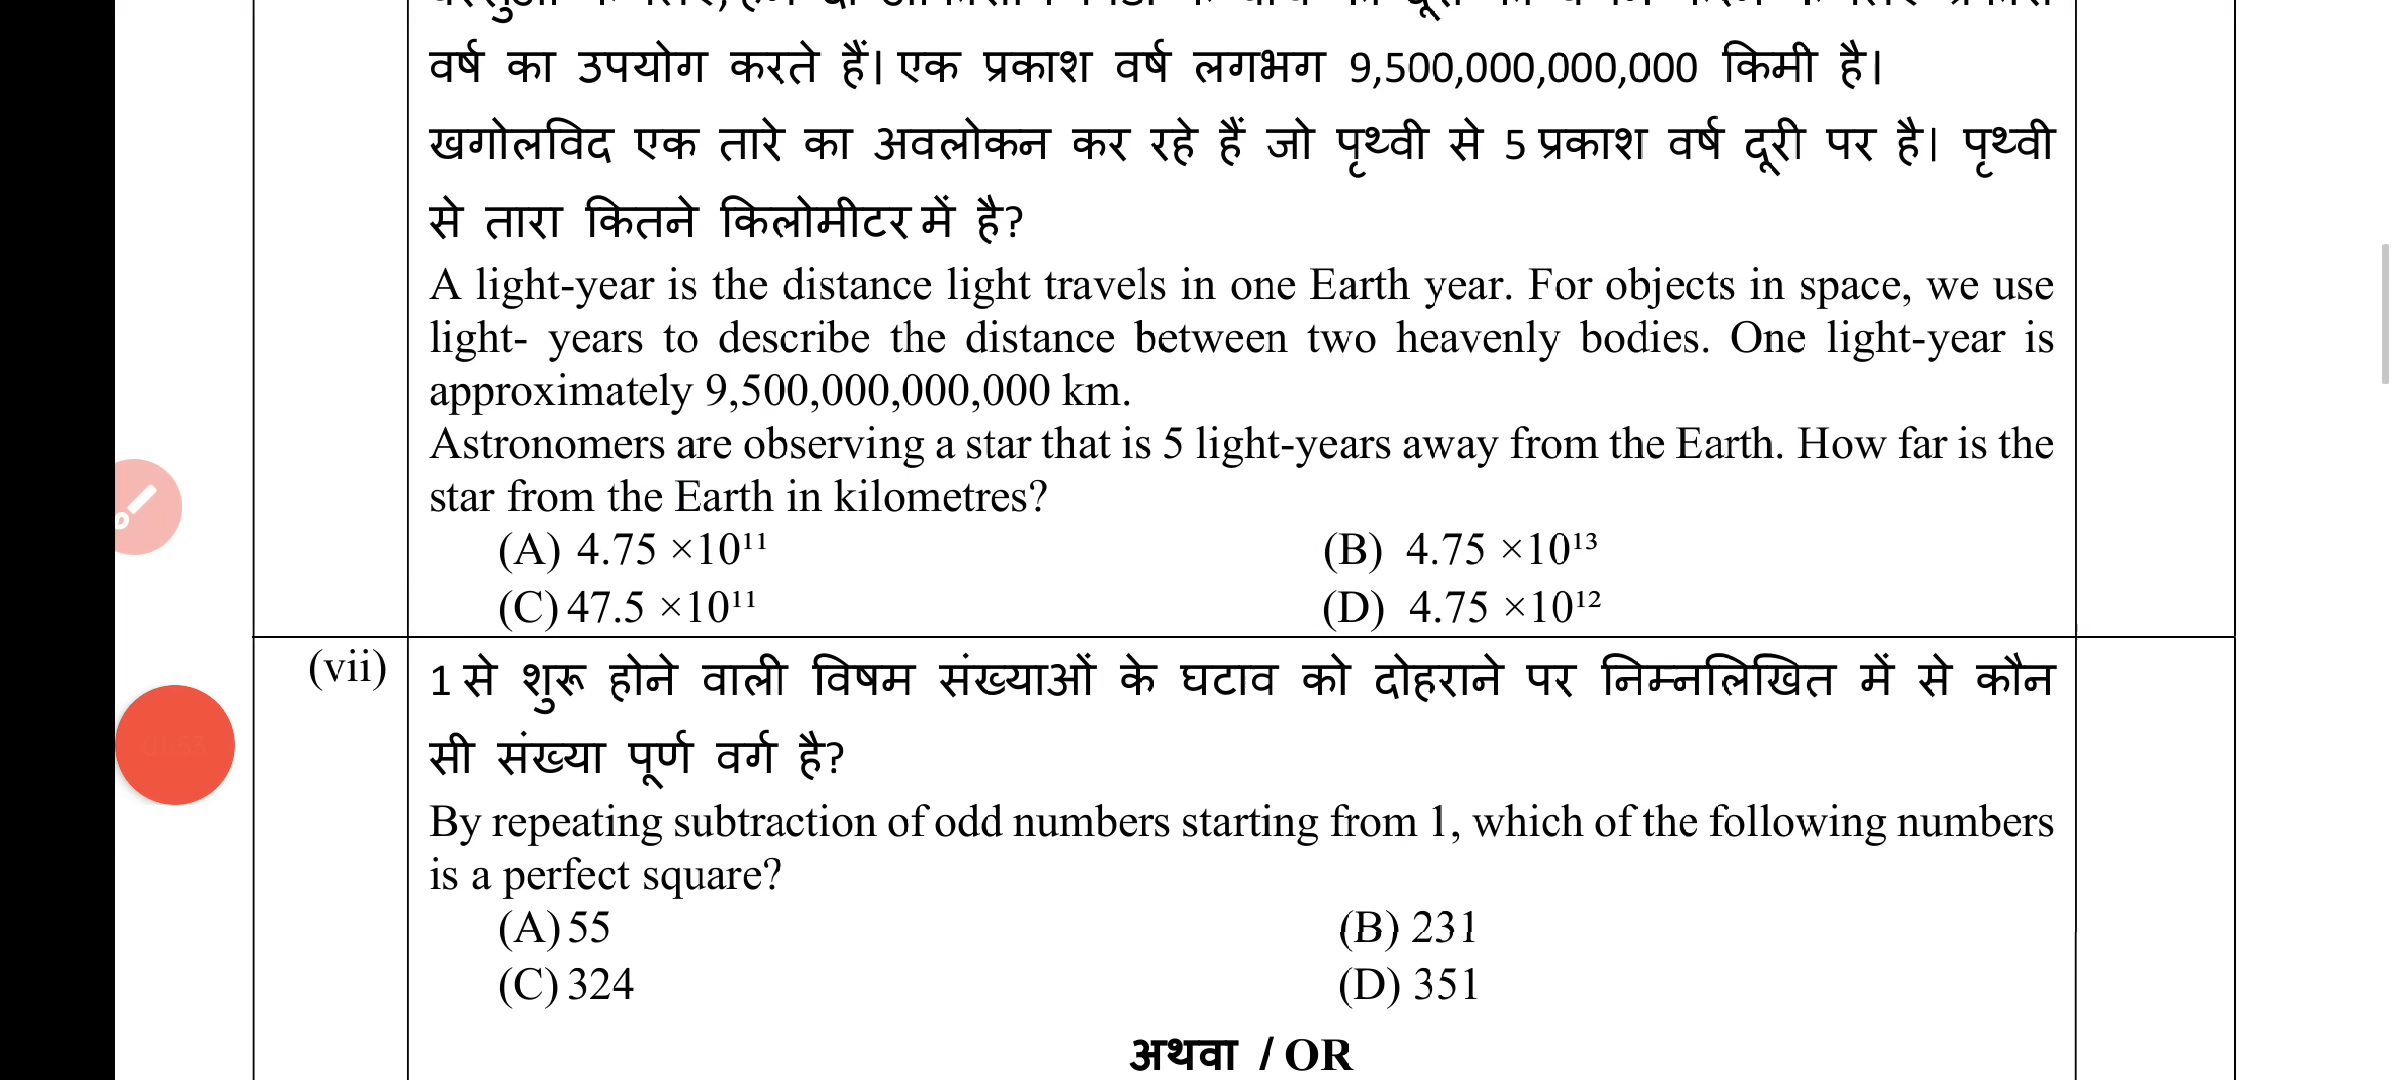 वर्ष का उपयोग करते हैं। एक प्रकाश वर्ष लगभग 9,500,000,000,000 किमी है।
खगोलविद एक तारे का अवलोकन कर रहे हैं जो पृथ्वी से 5 प्रकाश वर्ष दूरी पर है। पृथ्वी
से तारा कितने किलोमीटर में है?
A light-year is the distance light travels in one Earth year. For objects in space, we use
light- years to describe the distance between two heavenly bodies. One light-year is
approximately 9,500,000,000,000 km.
Astronomers are observing a star that is 5 light-years away from the Earth. How far is the
star from the Earth in kilometres?
(A) 4.75 ×10¹¹ (B) 4.75 ×10¹³
(C) 47.5 ×10¹¹ (D) 4.75 ×10¹²
(vii) 1 से शुरू होने वाली विषम संख्याओं के घटाव को दोहराने पर निम्नलिखित में से कौन
सी संख्या पूर्ण वर्ग है?
By repeating subtraction of odd numbers starting from 1, which of the following numbers
is a perfect square?
(A) 55 (B) 231
(C) 324 (D) 351
अथवा / OR